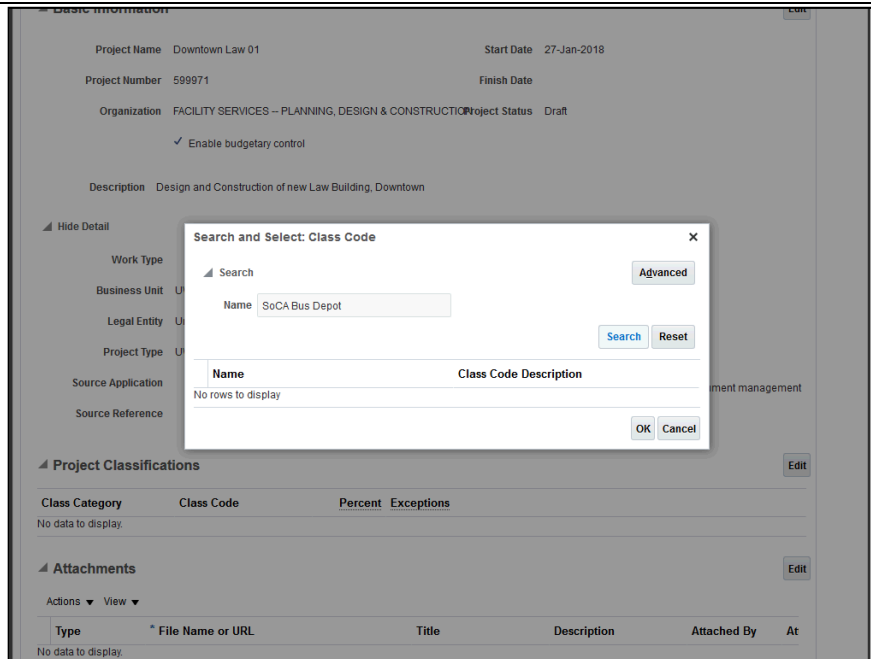 Basic Information Edit
Project Name Downtown Law 01 Start Date 27-Jan-2018
Project Number 599971 Finish Date
Organization FACILITY SERVICES -- PLANNING, DESIGN & CONSTRUCTION Project Status Draft
Enable budgetary control
Description Design and Construction of new Law Building, Downtown
Hide Detail
Search and Select: Class Code
Work Type
Search Advanced
Business Unit
Name SoCA Bus Depot
Legal Entity
Search Reset
Project Type
Name Class Code Description
Source Application management
No rows to display
Source Reference
OK Cancel
Project Classifications Edit
Class Category Class Code Percent Exceptions
No data to display.
Attachments Edit
Actions View
Type * File Name or URL Title Description Attached By At
No data to display.